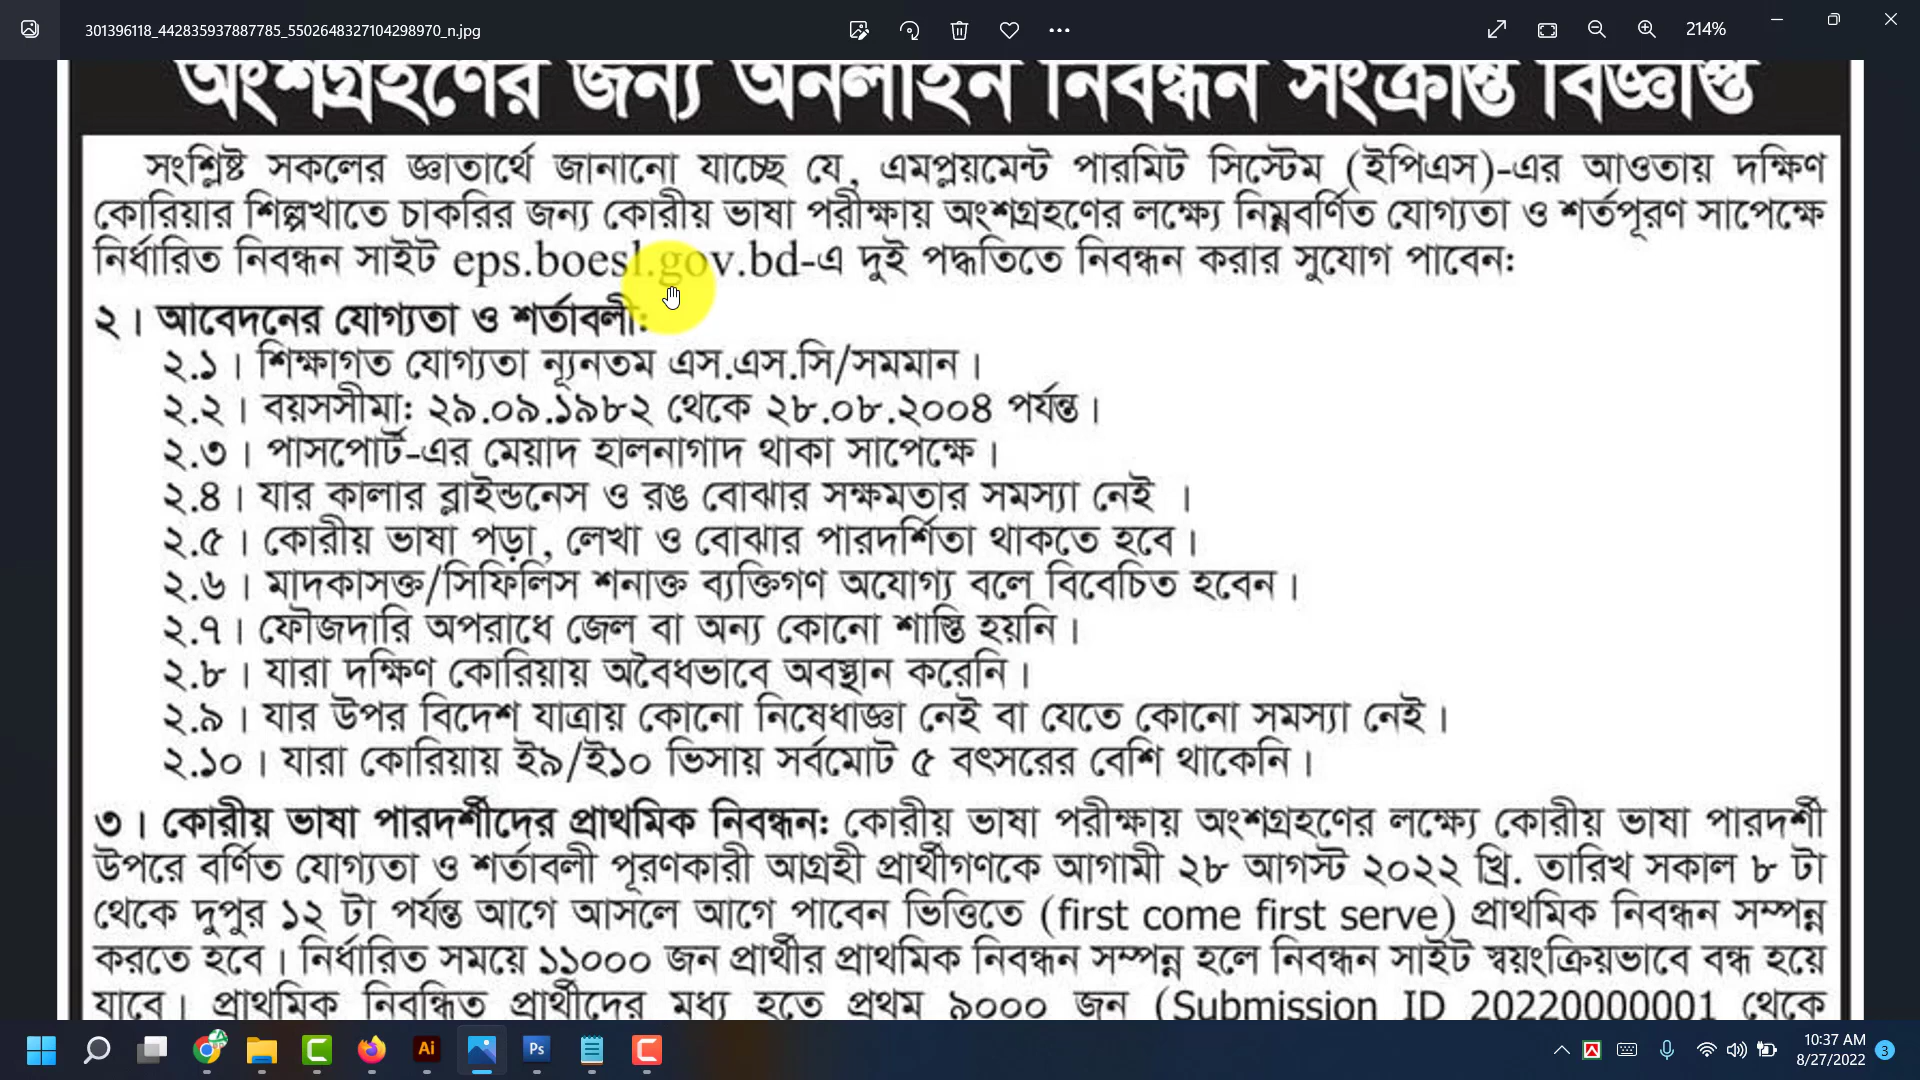 301396118_442835937887785_5502648327104298970_n.jpg
214%
অংশগ্রহণের জন্য অনলাইন নিবন্ধন সংক্রান্ত বিজ্ঞপ্তি
সংশ্লিষ্ট সকলের জ্ঞাতার্থে জানানো যাচ্ছে যে, এমপ্লয়মেন্ট পারমিট সিস্টেম (ইপিএস)-এর আওতায় দক্ষিণ
কোরিয়ার শিল্পখাতে চাকরির জন্য কোরীয় ভাষা পরীক্ষায় অংশগ্রহণের লক্ষ্যে নিম্নবর্ণিত যোগ্যতা ও শর্তপূরণ সাপেক্ষে
নির্ধারিত নিবন্ধন সাইট eps.boesl.gov.bd-এ দুই পদ্ধতিতে নিবন্ধন করার সুযোগ পাবেন:
২। আবেদনের যোগ্যতা ও শর্তাবলী:
২.১। শিক্ষাগত যোগ্যতা ন্যূনতম এস.এস.সি/সমমান।
২.২। বয়সসীমা: ২৯.০৯.১৯৮২ থেকে ২৮.০৮.২০০৪ পর্যন্ত।
২.৩। পাসপোর্ট-এর মেয়াদ হালনাগাদ থাকা সাপেক্ষে।
২.৪। যার কালার ব্লাইন্ডনেস ও রঙ বোঝার সক্ষমতার সমস্যা নেই ।
২.৫। কোরীয় ভাষা পড়া, লেখা ও বোঝার পারদর্শিতা থাকতে হবে।
২.৬। মাদকাসক্ত/সিফিলিস শনাক্ত ব্যক্তিগণ অযোগ্য বলে বিবেচিত হবেন।
২.৭। ফৌজদারি অপরাধে জেল বা অন্য কোনো শাস্তি হয়নি।
২.৮। যারা দক্ষিণ কোরিয়ায় অবৈধভাবে অবস্থান করেনি।
২.৯। যার উপর বিদেশ যাত্রায় কোনো নিষেধাজ্ঞা নেই বা যেতে কোনো সমস্যা নেই।
২.১০। যারা কোরিয়ায় ই৯/ই১০ ভিসায় সর্বমোট ৫ বৎসরের বেশি থাকেনি।
৩। কোরীয় ভাষা পারদর্শীদের প্রাথমিক নিবন্ধন: কোরীয় ভাষা পরীক্ষায় অংশগ্রহণের লক্ষ্যে কোরীয় ভাষা পারদর্শী
উপরে বর্ণিত যোগ্যতা ও শর্তাবলী পূরণকারী আগ্রহী প্রার্থীগণকে আগামী ২৮ আগস্ট ২০২২ খ্রি. তারিখ সকাল ৮ টা
থেকে দুপুর ১২ টা পর্যন্ত আগে আসলে আগে পাবেন ভিত্তিতে (first come first serve) প্রাথমিক নিবন্ধন সম্পন্ন
করতে হবে। নির্ধারিত সময়ে ১১০০০ জন প্রার্থীর প্রাথমিক নিবন্ধন সম্পন্ন হলে নিবন্ধন সাইট স্বয়ংক্রিয়ভাবে বন্ধ হয়ে
যাবে। প্রাথমিক নিবন্ধিত প্রার্থীদের মধ্য হতে প্রথম ৯০০০ জন (Submission ID 20220000001 থেকে
Ai
Ps
10:37 AM
8/27/2022
3